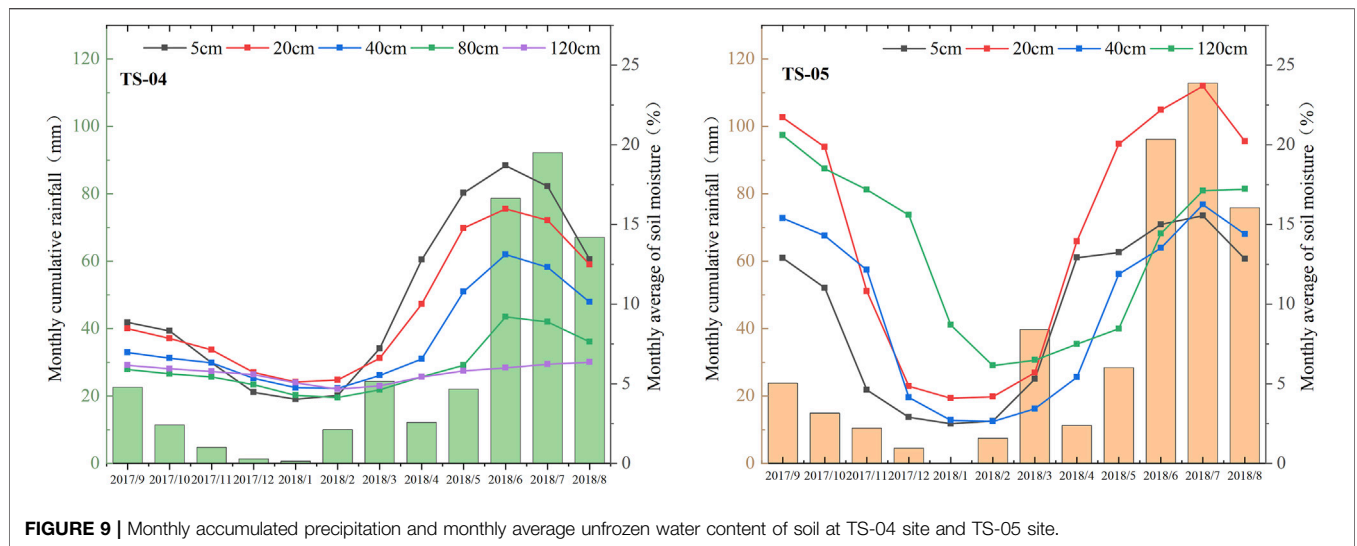 5cm 20cm 40cm 80cm 120cm
TS-04
Monthly cumulative rainfall（mm）
0 20 40 60 80 100 120
Monthly average of soil moisture（%）
0 5 10 15 20 25
2017/9 2017/10 2017/11 2017/12 2018/1 2018/2 2018/3 2018/4 2018/5 2018/6 2018/7 2018/8
5cm 20cm 40cm 120cm
TS-05
Monthly cumulative rainfall（mm）
0 20 40 60 80 100 120
Monthly average of soil moisture（%）
0 5 10 15 20 25
2017/9 2017/10 2017/11 2017/12 2018/1 2018/2 2018/3 2018/4 2018/5 2018/6 2018/7 2018/8
FIGURE 9 | Monthly accumulated precipitation and monthly average unfrozen water content of soil at TS-04 site and TS-05 site.